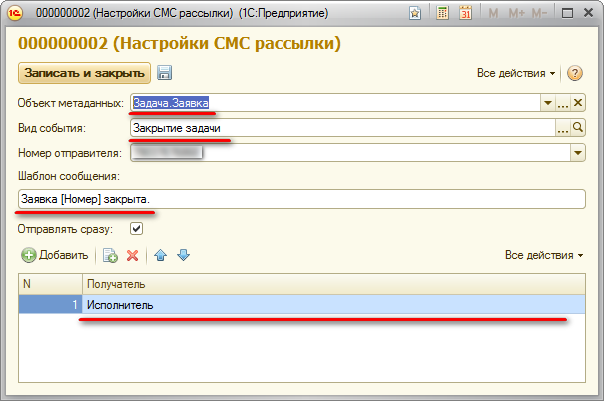 000000002 (Настройки СМС рассылки) (1С:Предприятие)
M M+ M-
000000002 (Настройки СМС рассылки)
Записать и закрыть
Все действия
Объект метаданных: Задача.Заявка
Вид события: Закрытие задачи
Номер отправителя:
Шаблон сообщения:
Заявка [Номер] закрыта.
Отправлять сразу:
Добавить
Все действия
N Получатель
1 Исполнитель